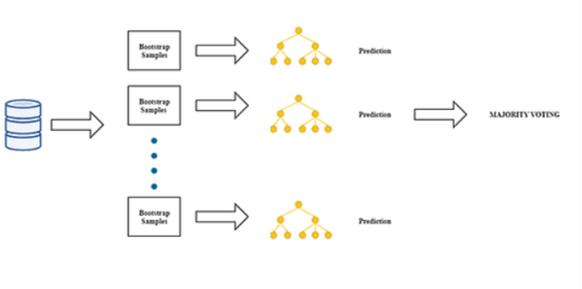 Bootstrap
Samples
Prediction
Bootstrap
Samples
Prediction
MAJORITY VOTING
Bootstrap
Samples
Prediction